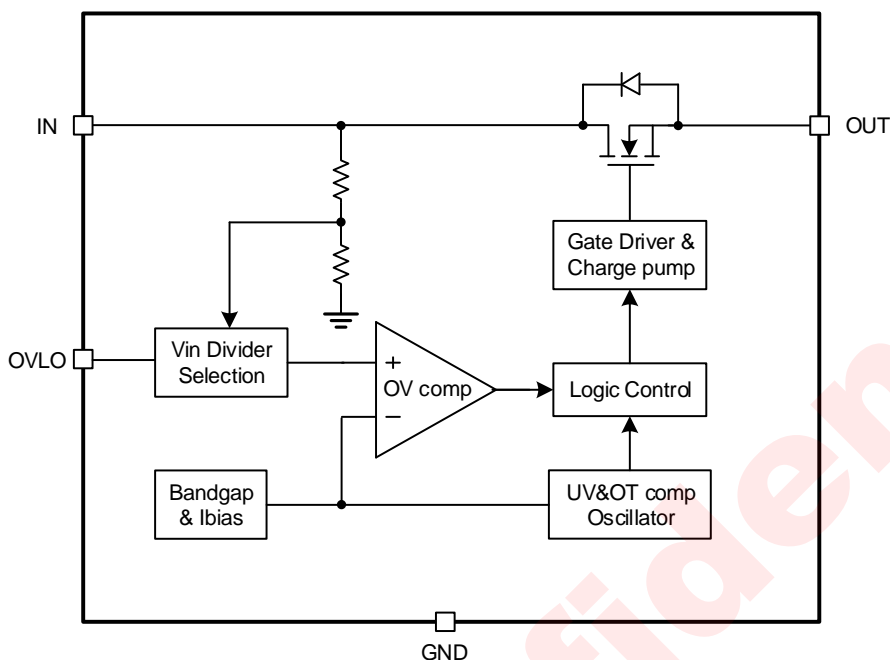 IN
OUT
Gate Driver &
Charge pump
OVLO
Vin Divider
Selection
+
OV comp
−
Logic Control
Bandgap
& Ibias
UV&OT comp
Oscillator
GND
fiden